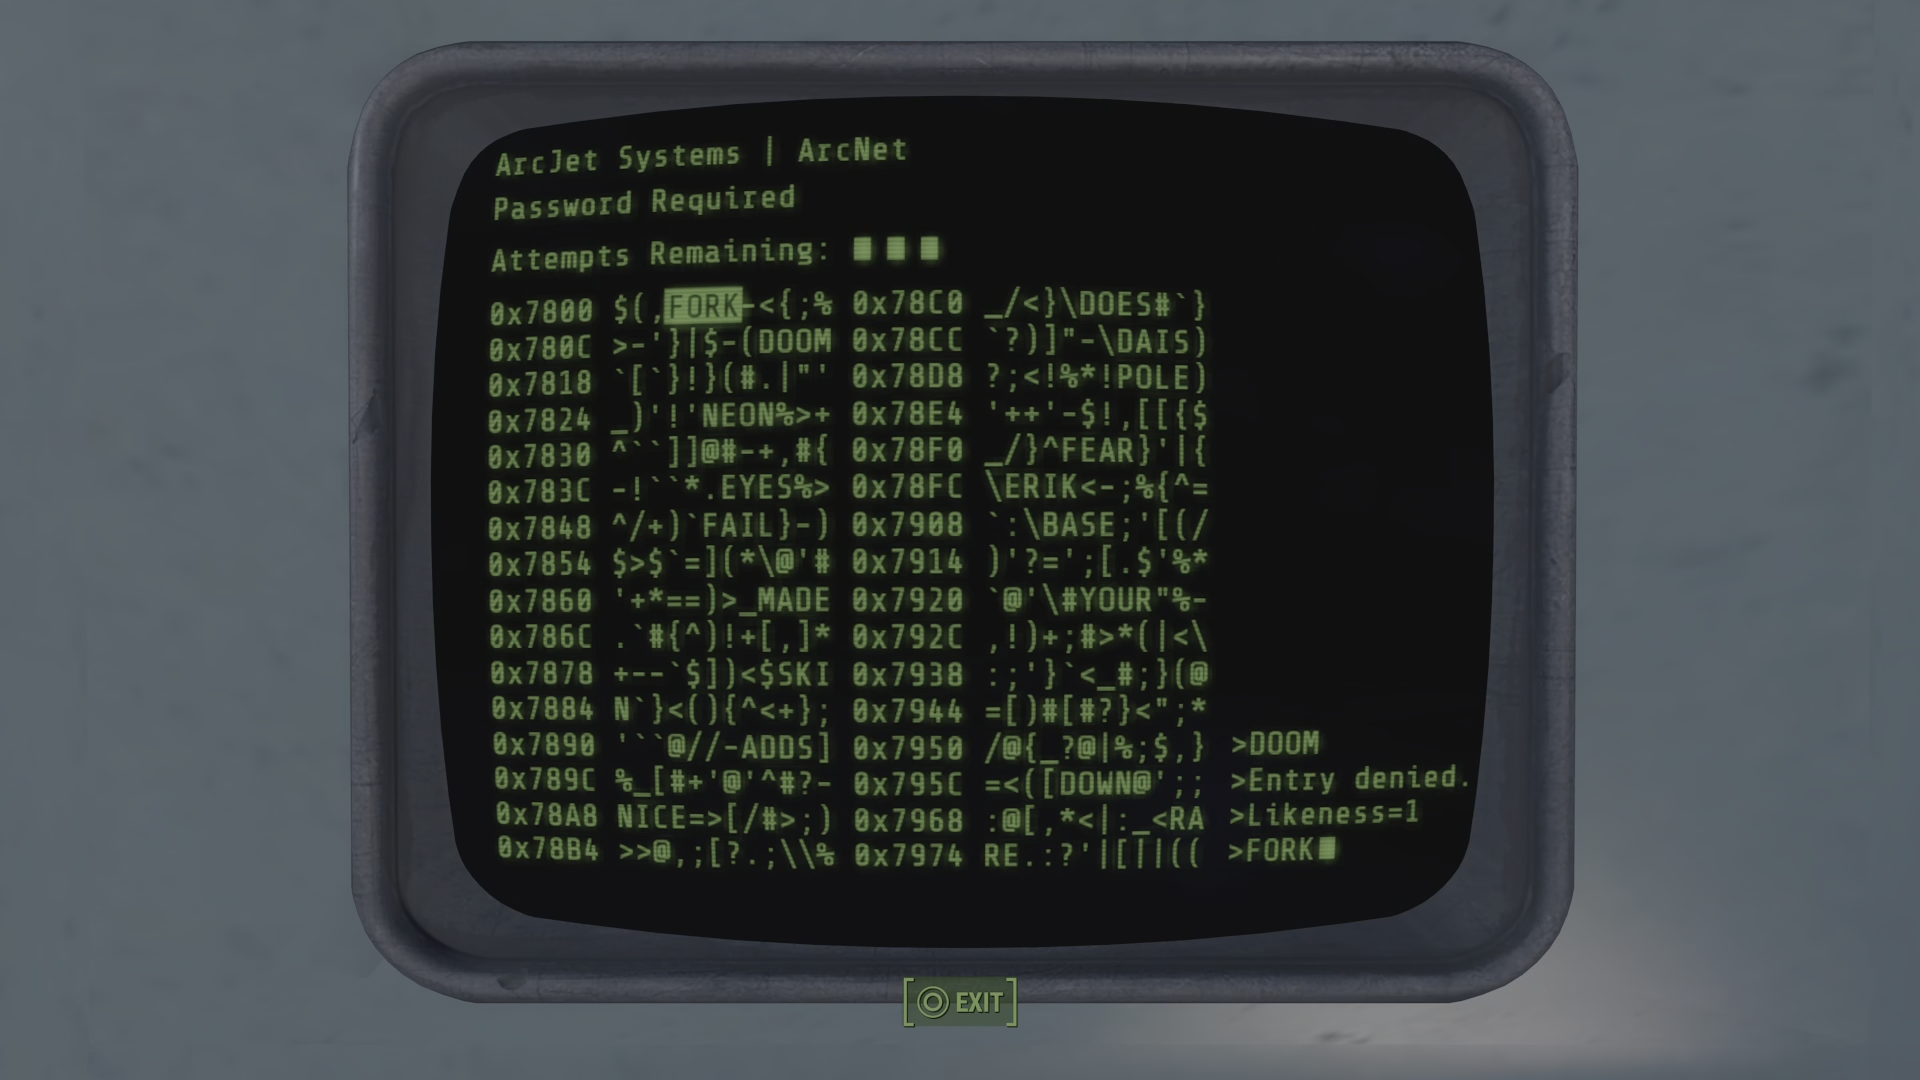 ArcJet Systems | ArcNet
Password Required
Attempts Remaining: ■ ■ ■
0x7800 $(,FORK-<{;% 0x78C0 _/<}\DOES#`}
0x780C >-'}|$-(DOOM 0x78CC `?)]"-\DAIS)
0x7818 `[`}!}(#.|"' 0x78D8 ?;<!%*!POLE)
0x7824 _)'!'NEON%>+ 0x78E4 '++'-$!,[[{$
0x7830 ^``]]@#-+,#{ 0x78F0 _/}^FEAR}'|{
0x783C -!``*.EYES%> 0x78FC \ERIK<-;%{^=
0x7848 ^/+)`FAIL}-) 0x7908 `:\BASE;'[(/
0x7854 $>$`=](*\@'# 0x7914 )'?=';[.$'%*
0x7860 '+*==)>_MADE 0x7920 `@'\#YOUR"%-
0x786C .`#{^)!+[,]* 0x792C ,!)+;#>*(|<\
0x7878 +--`$])<$SKI 0x7938 :;'}`<_#;}(@
0x7884 N`}<(){^<+}; 0x7944 =[)#[#?}<";*
0x7890 '``@//-ADDS] 0x7950 /@{_?@|%;$,} >DOOM
0x789C %_[#+'@'^#?- 0x795C =<([DOWN@';; >Entry denied.
0x78A8 NICE=>[/#>;) 0x7968 :@[,*<|:_<RA >Likeness=1
0x78B4 >>@,;[?.;\\% 0x7974 RE.:?'|[||(( >FORK■
EXIT